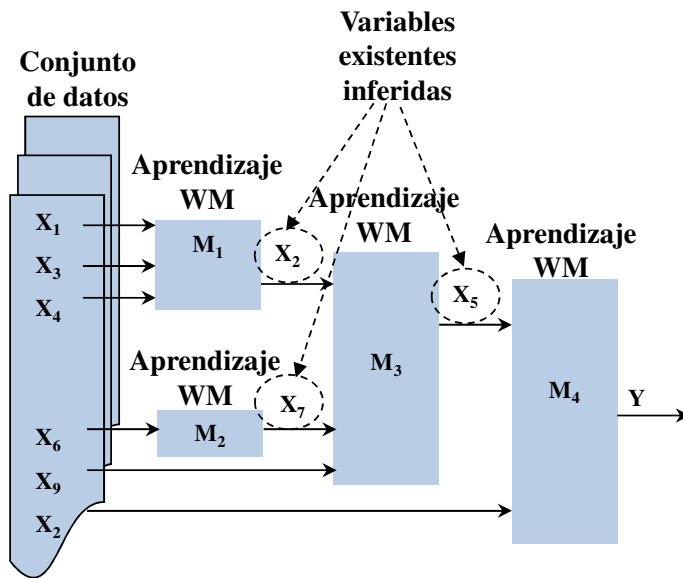 Variables
existentes
inferidas
Conjunto
de datos
Aprendizaje
WM
Aprendizaje
WM
Aprendizaje
WM
X1
M1
X2
X3
X5
X4
Aprendizaje
WM
M3
M4
Y
X7
X6
M2
X9
X2